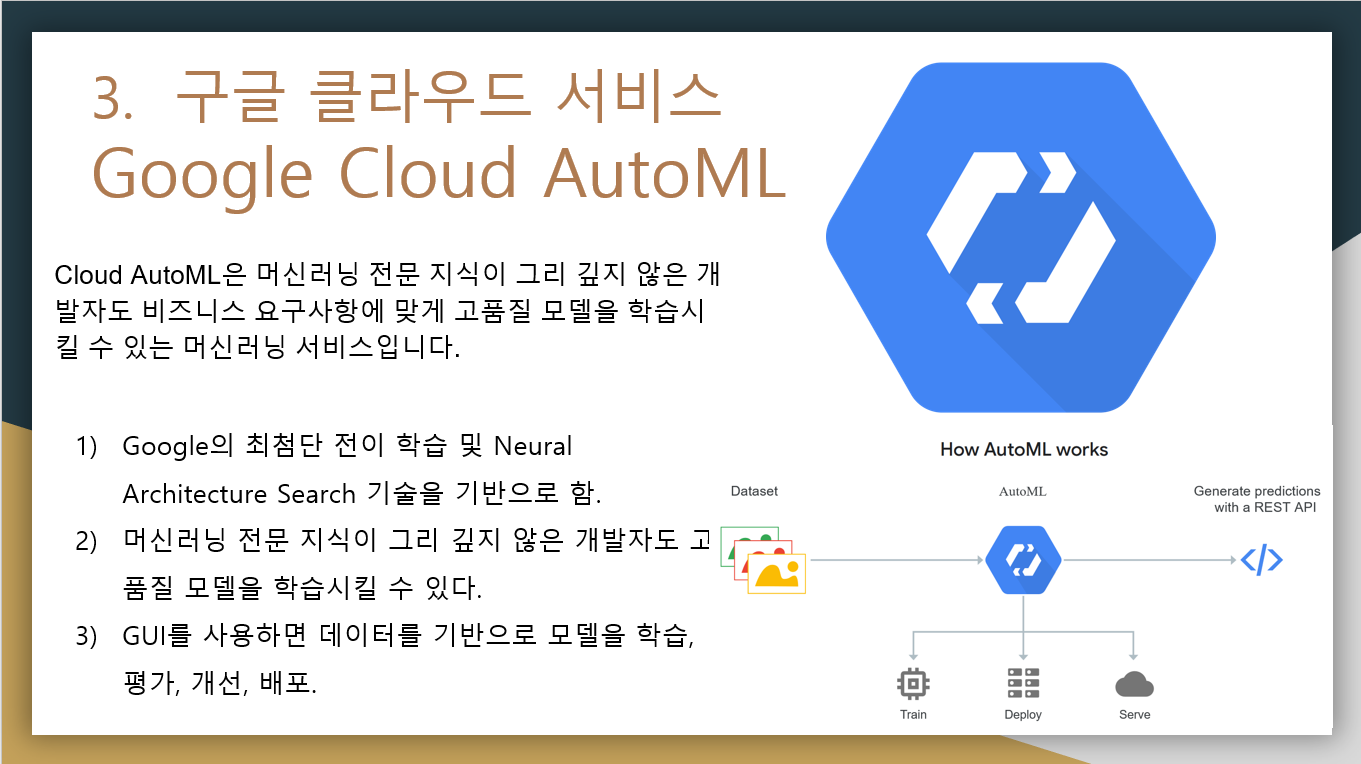 3. 구글 클라우드 서비스
Google Cloud AutoML
Cloud AutoML은 머신러닝 전문 지식이 그리 깊지 않은 개
발자도 비즈니스 요구사항에 맞게 고품질 모델을 학습시
킬 수 있는 머신러닝 서비스입니다.
1) Google의 최첨단 전이 학습 및 Neural
Architecture Search 기술을 기반으로 함.
2) 머신러닝 전문 지식이 그리 깊지 않은 개발자도 고
품질 모델을 학습시킬 수 있다.
3) GUI를 사용하면 데이터를 기반으로 모델을 학습,
평가, 개선, 배포.
How AutoML works
Dataset
AutoML
Generate predictions
with a REST API
Train
Deploy
Serve